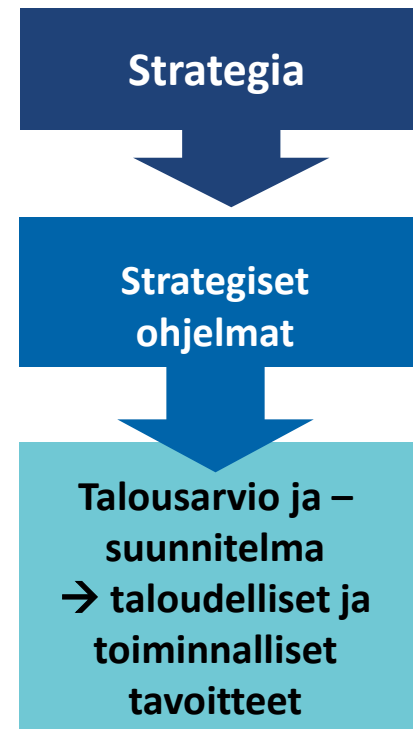 Strategia
Strategiset
ohjelmat
Talousarvio ja –
suunnitelma
→ taloudelliset ja
toiminnalliset
tavoitteet